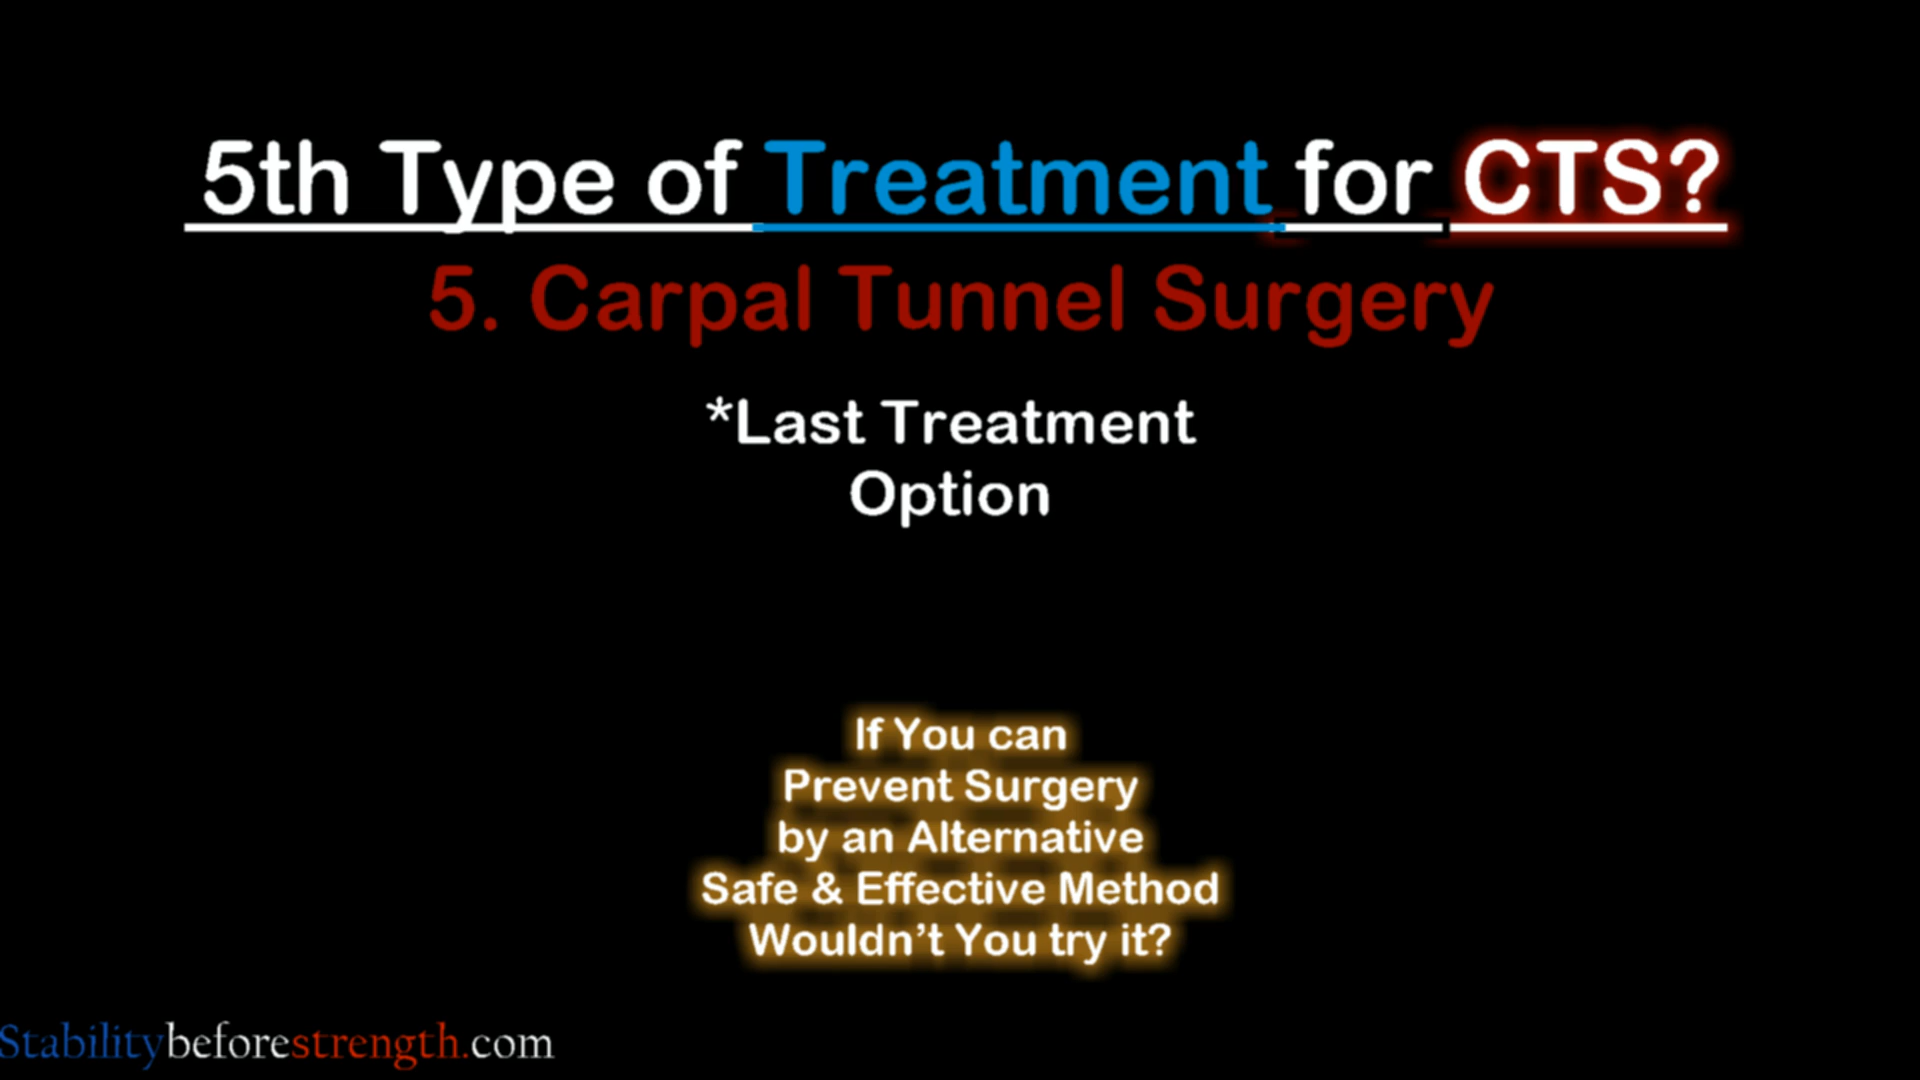 5th Type of Treatment for CTS?
5. Carpal Tunnel Surgery
*Last Treatment
Option
If You can
Prevent Surgery
by an Alternative
Safe & Effective Method
Wouldn’t You try it?
Stabilitybeforestrength.com